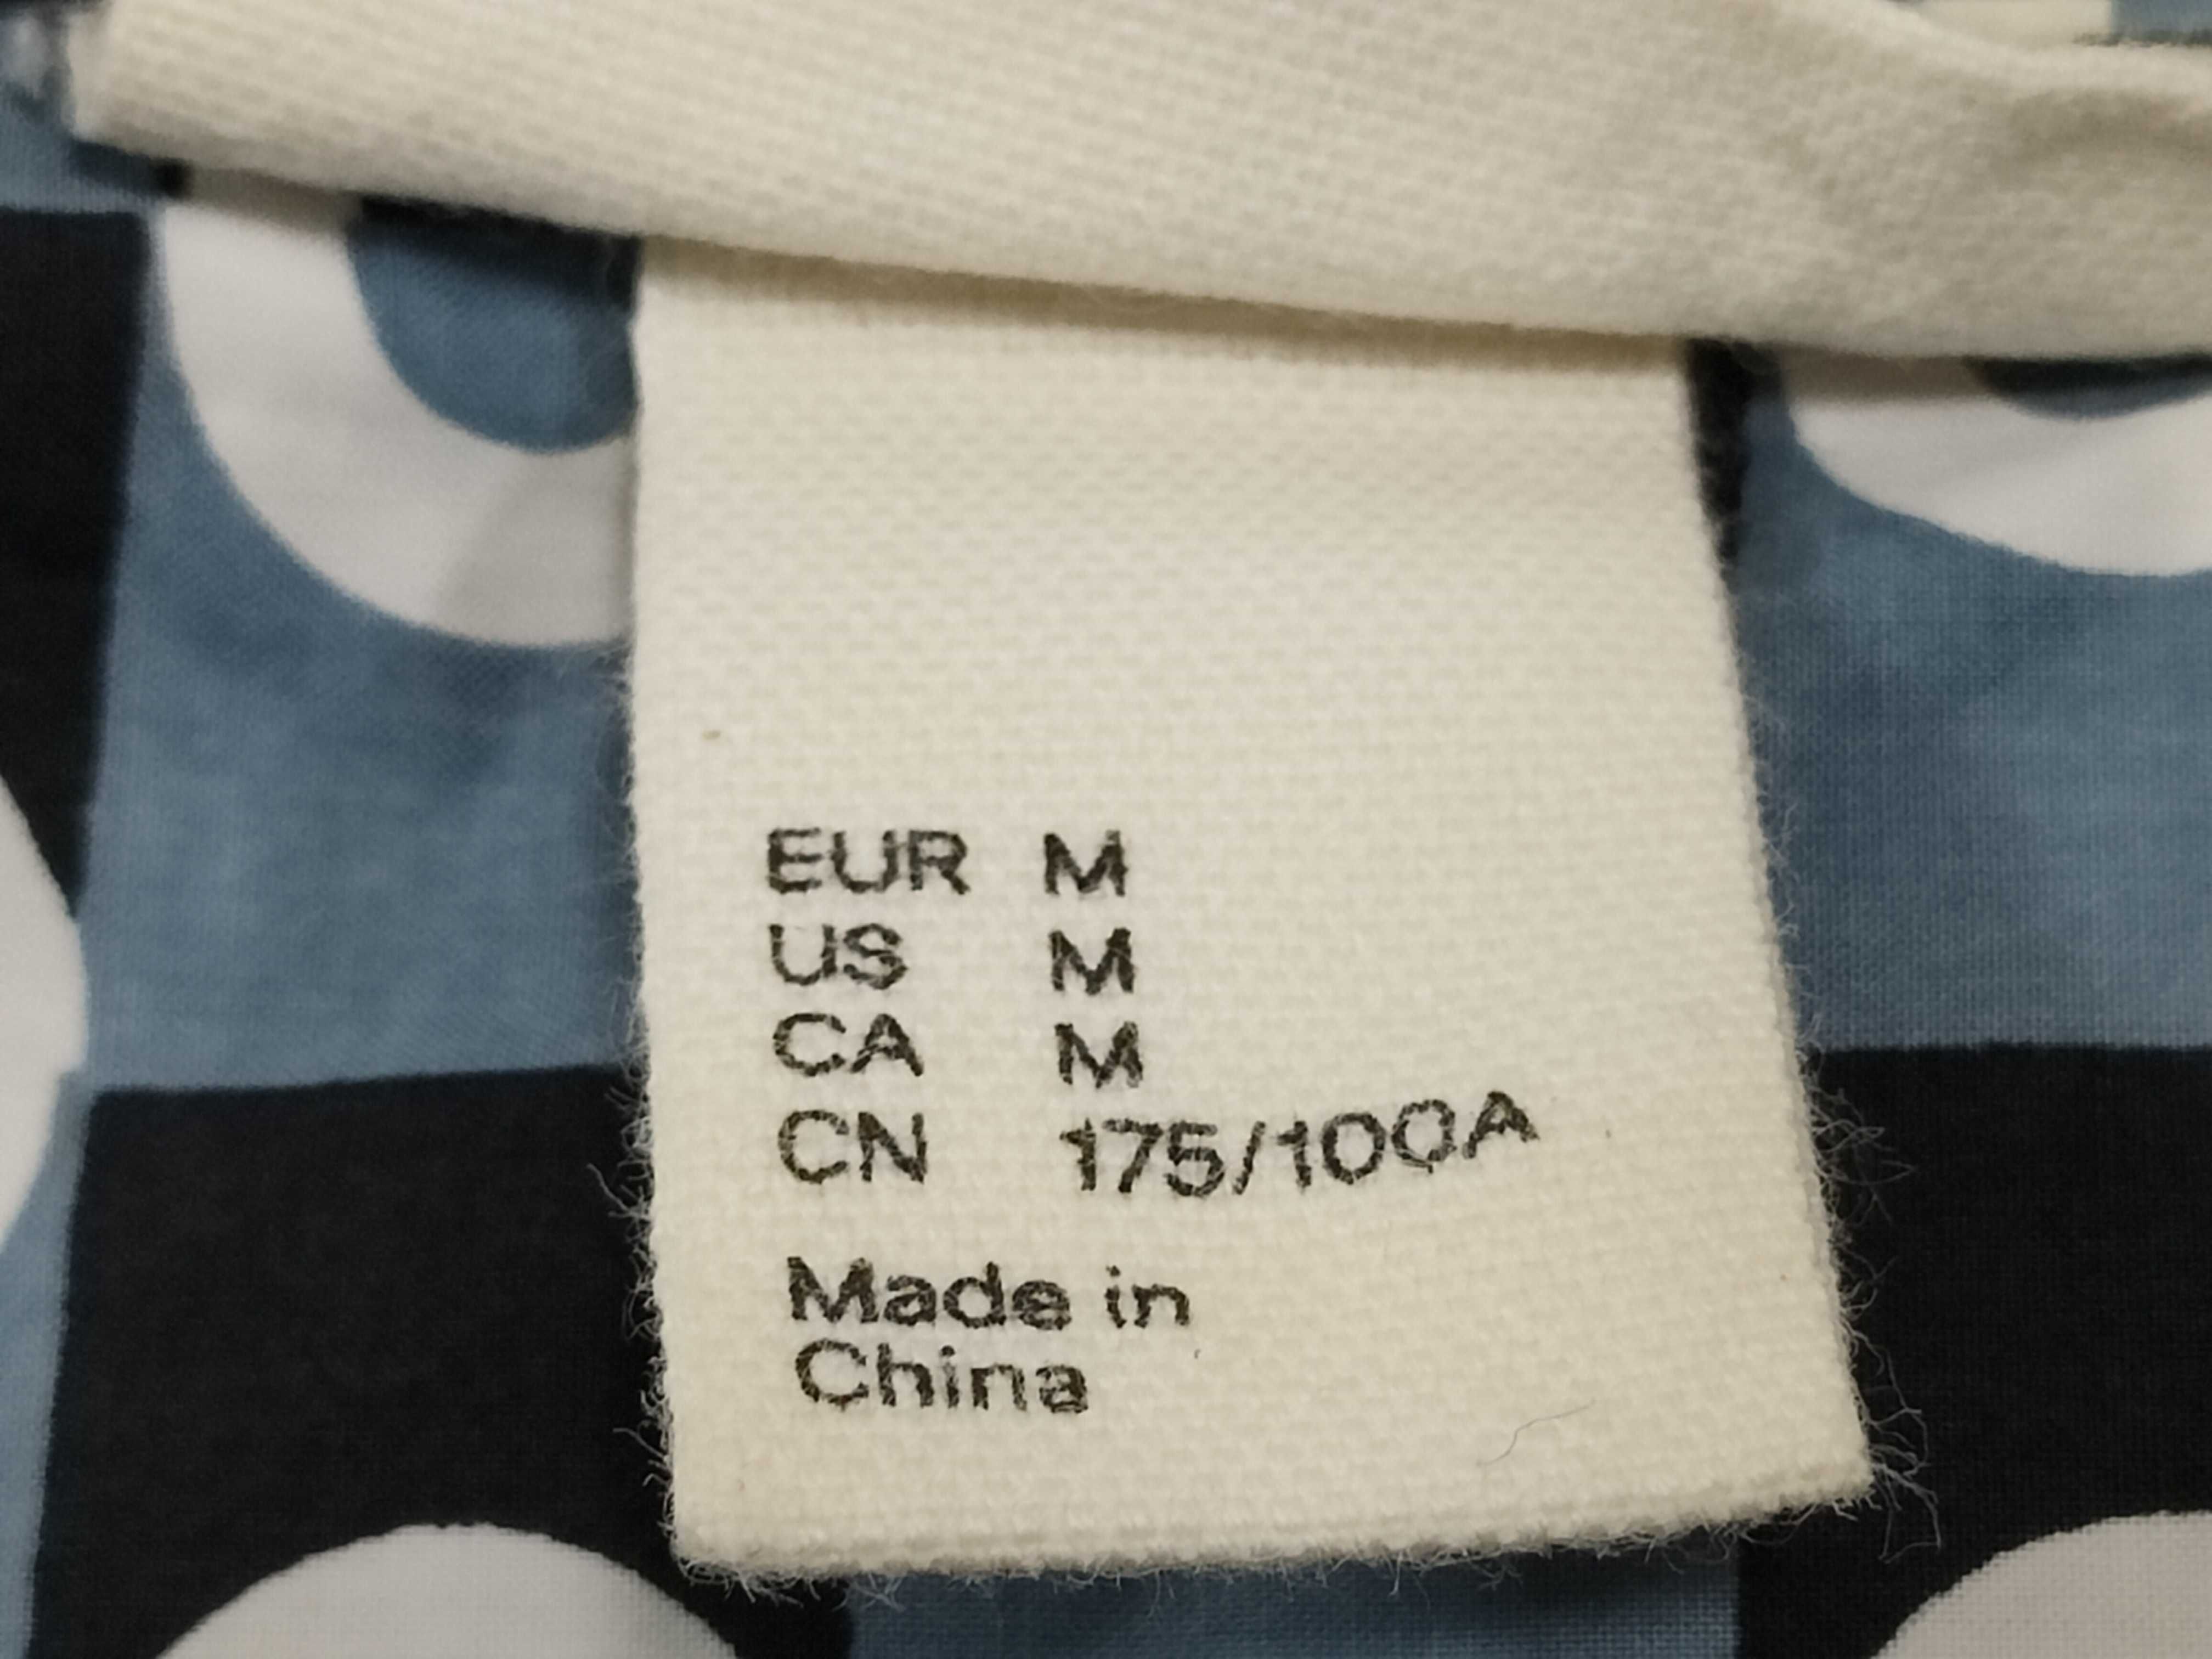 EUR M
US M
CA M
CN 175/100A
Made in
China